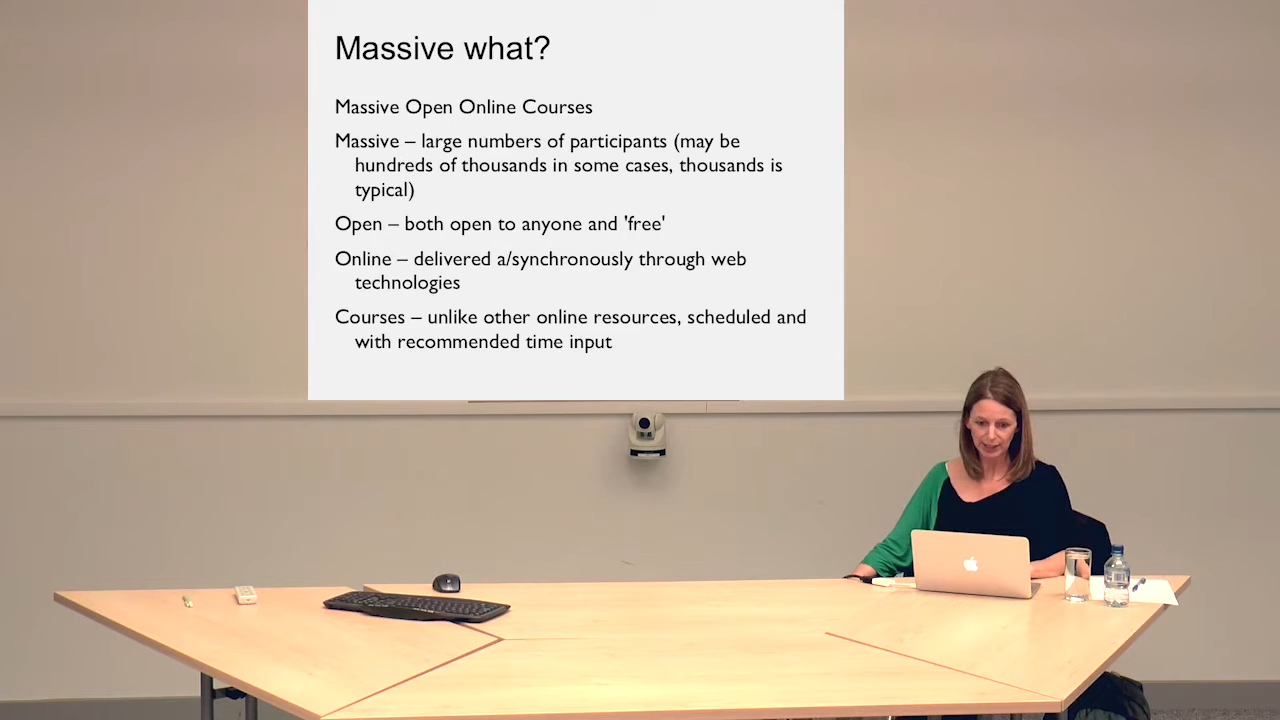 Massive what?
Massive Open Online Courses
Massive – large numbers of participants (may be
hundreds of thousands in some cases, thousands is
typical)
Open – both open to anyone and 'free'
Online – delivered a/synchronously through web
technologies
Courses – unlike other online resources, scheduled and
with recommended time input